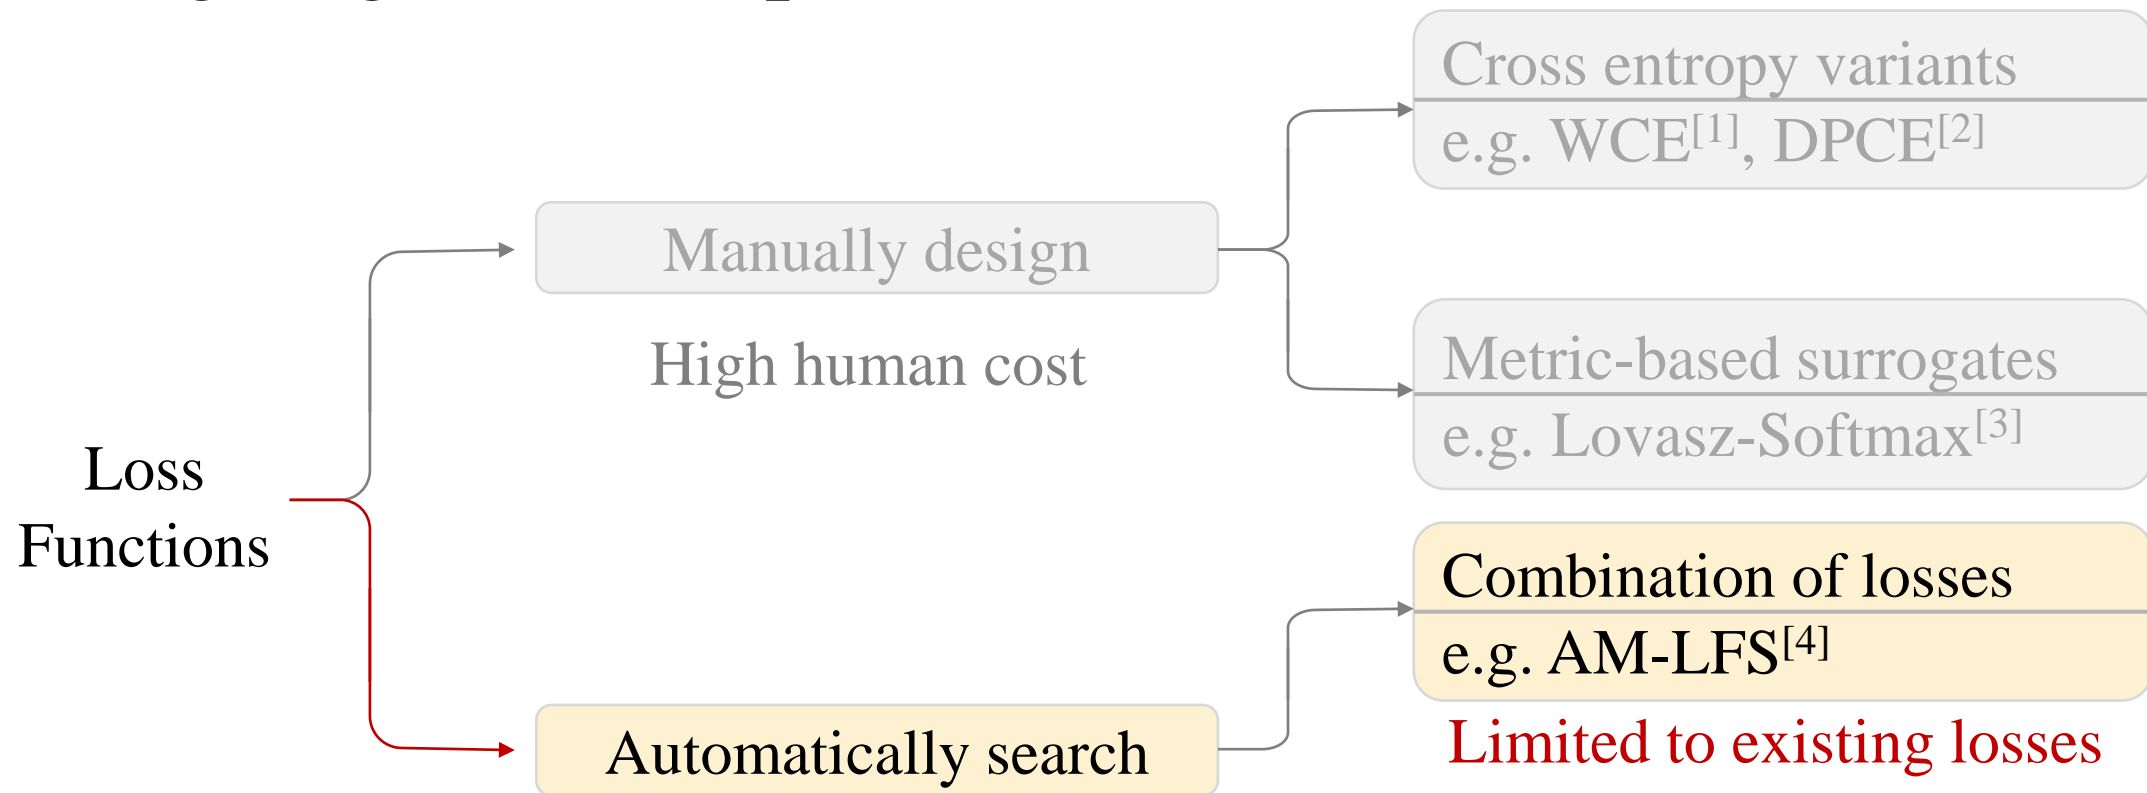 Cross entropy variants
e.g. WCE[1], DPCE[2]
Manually design
High human cost
Metric-based surrogates
e.g. Lovasz-Softmax[3]
Loss
Functions
Combination of losses
e.g. AM-LFS[4]
Limited to existing losses
Automatically search